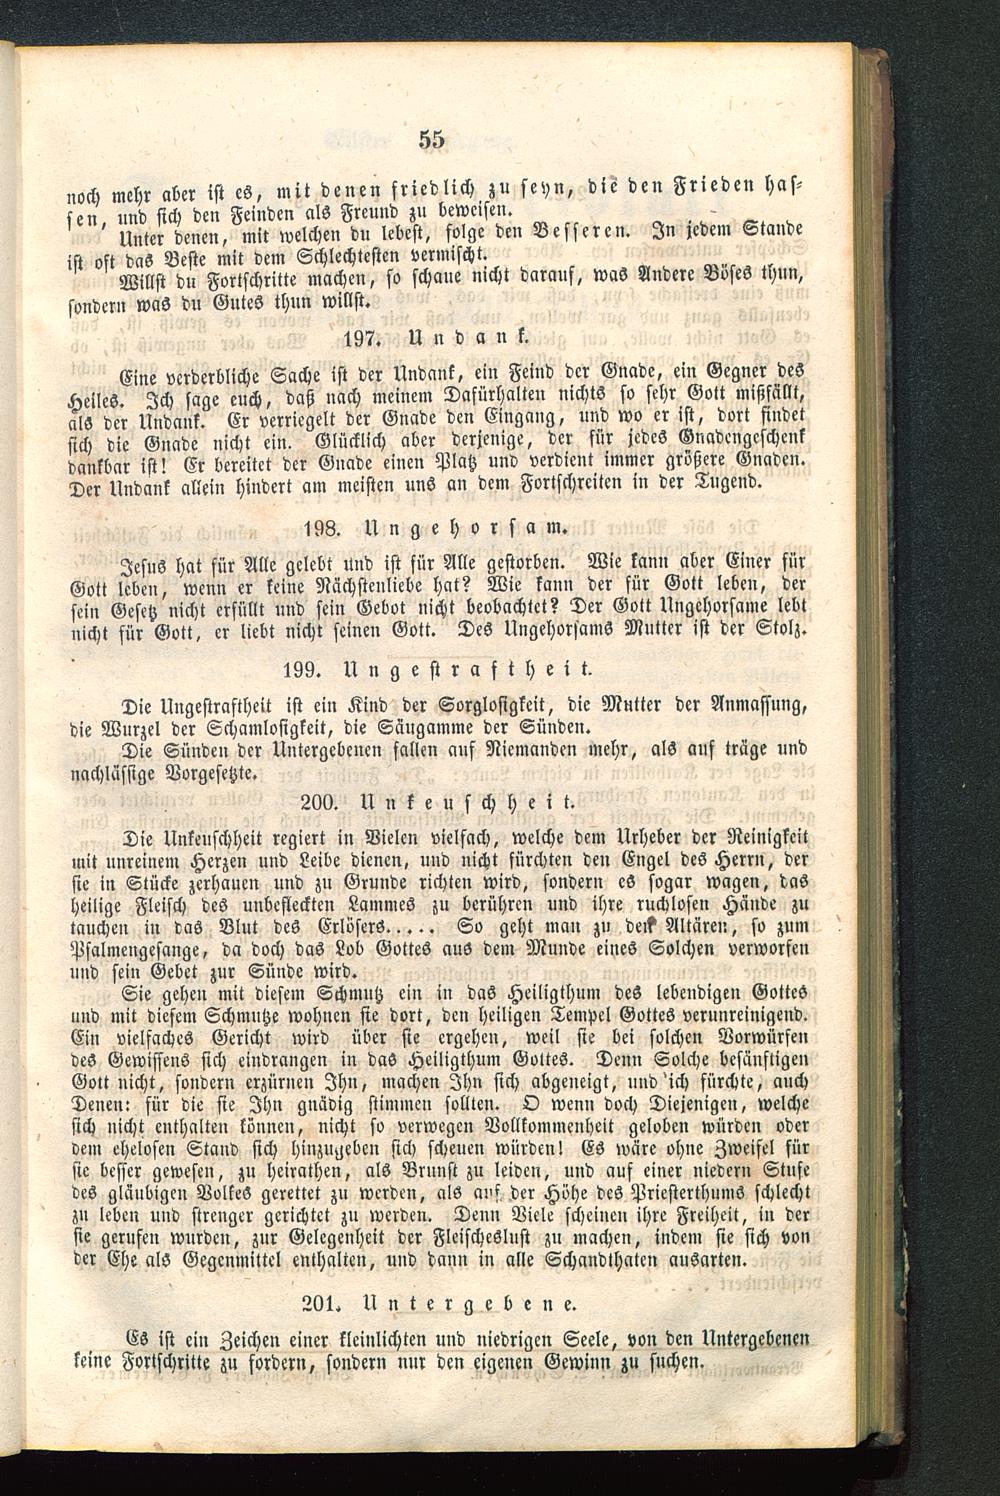 55
noch mehr aber ist es, mit denen friedlich zu seyn, die den Frieden has-
sen, und sich den Feinden als Freund zu beweisen.
Unter denen, mit welchen du lebest, folge den Besseren. In jedem Stande
ist oft das Beste mit dem Schlechtesten vermischt.
Willst du Fortschritte machen, so schaue nicht darauf, was Andere Böses thun,
sondern was du Gutes thun willst.
197. Undank.
Eine verderbliche Sache ist der Undank, ein Feind der Gnade, ein Gegner des
Heiles. Ich sage euch, daß nach meinem Dafürhalten nichts so sehr Gott mißfällt,
als der Undank. Er verriegelt der Gnade den Eingang, und wo er ist, dort findet
sich die Gnade nicht ein. Glücklich aber derjenige, der für jedes Gnadengeschenk
dankbar ist! Er bereitet der Gnade einen Platz und verdient immer größere Gnaden.
Der Undank allein hindert am meisten uns an dem Fortschreiten in der Tugend.
198. Ungehorsam.
Jesus hat für Alle gelebt und ist für Alle gestorben. Wie kann aber Einer für
Gott leben, wenn er keine Nächstenliebe hat? Wie kann der für Gott leben, der
sein Gesetz nicht erfüllt und sein Gebot nicht beobachtet? Der Gott Ungehorsame lebt
nicht für Gott, er liebt nicht seinen Gott. Des Ungehorsams Mutter ist der Stolz.
199. Ungestraftheit.
Die Ungestraftheit ist ein Kind der Sorglosigkeit, die Mutter der Anmassung,
die Wurzel der Schamlosigkeit, die Säugamme der Sünden.
Die Sünden der Untergebenen fallen auf Niemanden mehr, als auf träge und
nachlässige Vorgesetzte.
200. Unkeuschheit.
Die Unkeuschheit regiert in Vielen vielfach, welche dem Urheber der Reinigkeit
mit unreinem Herzen und Leibe dienen, und nicht fürchten den Engel des Herrn, der
sie in Stücke zerhauen und zu Grunde richten wird, sondern es sogar wagen, das
heilige Fleisch des unbefleckten Lammes zu berühren und ihre ruchlosen Hände zu
tauchen in das Blut des Erlösers..... So geht man zu den Altären, so zum
Psalmengesange, da doch das Lob Gottes aus dem Munde eines Solchen verworfen
und sein Gebet zur Sünde wird.
Sie gehen mit diesem Schmutz ein in das Heiligthum des lebendigen Gottes
und mit diesem Schmutze wohnen sie dort, den heiligen Tempel Gottes verunreinigend.
Ein vielfaches Gericht wird über sie ergehen, weil sie bei solchen Vorwürfen
des Gewissens sich eindrangen in das Heiligthum Gottes. Denn Solche besänftigen
Gott nicht, sondern erzürnen Ihn, machen Ihn sich abgeneigt, und ich fürchte, auch
Denen: für die sie Ihn gnädig stimmen sollten. O wenn doch Diejenigen, welche
sich nicht enthalten können, nicht so verwegen Vollkommenheit geloben würden oder
dem ehelosen Stand sich hinzugeben sich scheuen würden! Es wäre ohne Zweifel für
sie besser gewesen, zu heirathen, als Brunst zu leiden, und auf einer niedern Stufe
des gläubigen Volkes gerettet zu werden, als auf der Höhe des Priesterthums schlecht
zu leben und strenger gerichtet zu werden. Denn Viele scheinen ihre Freiheit, in der
sie gerufen wurden, zur Gelegenheit der Fleischeslust zu machen, indem sie sich von
der Ehe als Gegenmittel enthalten, und dann in alle Schandthaten ausarten.
201. Untergebene.
Es ist ein Zeichen einer kleinlichten und niedrigen Seele, von den Untergebenen
keine Fortschritte zu fordern, sondern nur den eigenen Gewinn zu suchen.